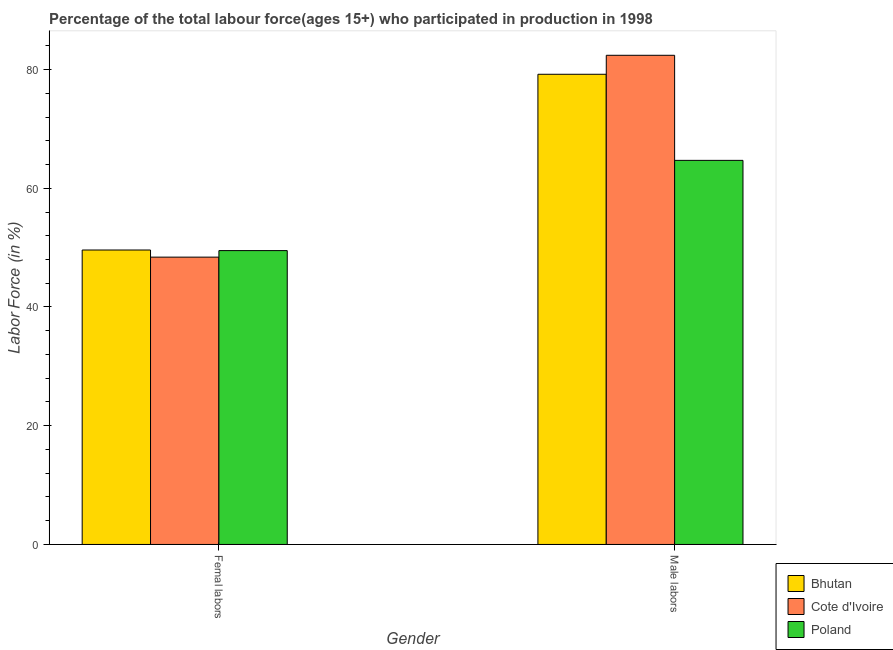 Percentage of the total labour force(ages 15+) who participated in production in 1998
Labor Force (in %)
80
60
40
20
0
Femal labors
Male labors
Gender
Bhutan
Cote d'Ivoire
Poland